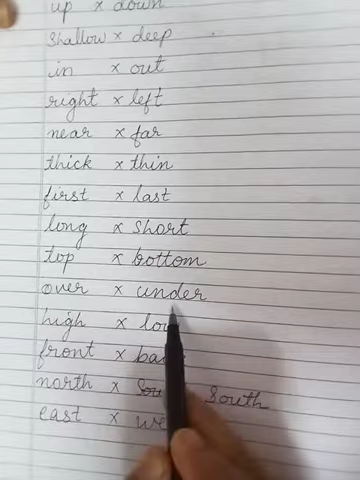 up × down
shallow × deep
in × out
right × left
near × far
thick × thin
first × last
long × short
top × bottom
over × under
high ×
front ×
north × South
east ×